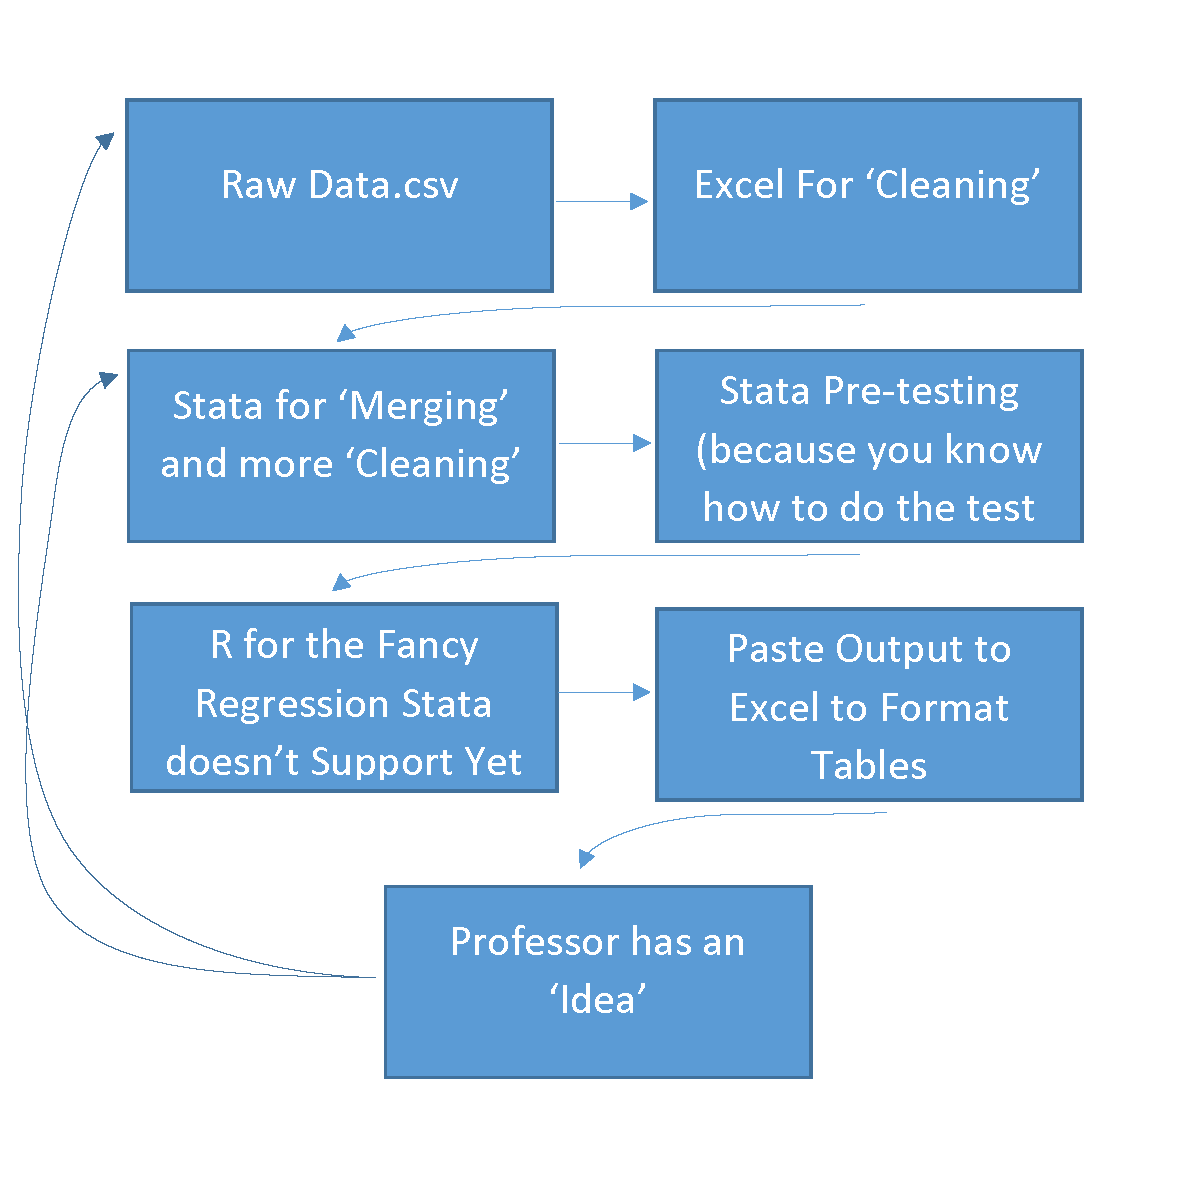 Raw Data.csv
Excel For ‘Cleaning’
Stata for ‘Merging’
and more ‘Cleaning’
Stata Pre-testing
(because you know
how to do the test
R for the Fancy
Regression Stata
doesn’t Support Yet
Paste Output to
Excel to Format
Tables
Professor has an
‘Idea’